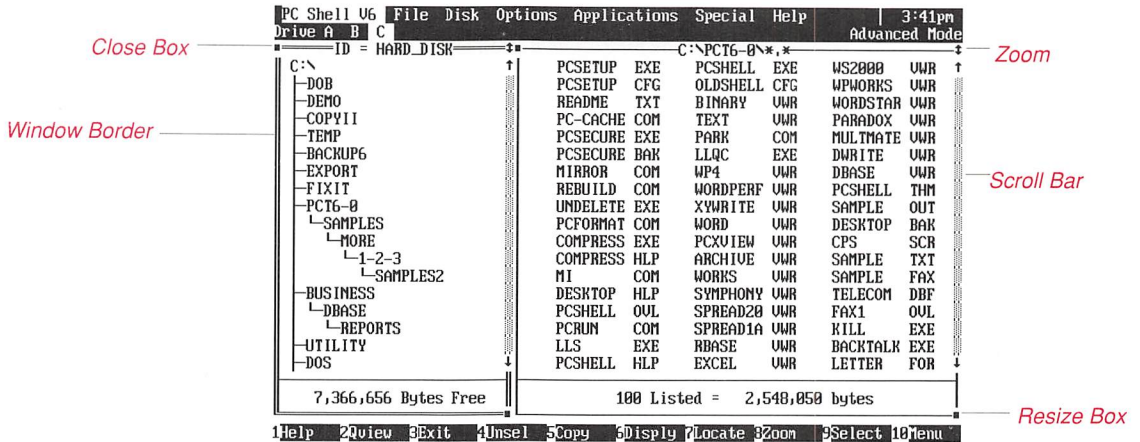 PC Shell V6 File Disk Options Applications Special Help 3:41pm
Drive A B C Advanced Mode
Close Box
ID = HARD_DISK
C:\PCT6-0\*.*
Zoom
C:\
DOB
DEMO
COPYII
TEMP
BACKUP6
EXPORT
FIXIT
PCT6-0
SAMPLES
MORE
1-2-3
SAMPLES2
BUSINESS
DBASE
REPORTS
UTILITY
DOS
Window Border
PCSETUP EXE PCSHELL EXE WS2000 VWR
PCSETUP CFG OLDSHELL CFG WPWORKS VWR
README TXT BINARY VWR WORDSTAR VWR
PC-CACHE COM TEXT VWR PARADOX VWR
PCSECURE EXE PARK COM MULTMATE VWR
PCSECURE BAK LLQC EXE DWRITE VWR
MIRROR COM WP4 VWR DBASE VWR
REBUILD COM WORDPERF VWR PCSHELL THM
UNDELETE EXE XYWRITE VWR SAMPLE OUT
PCFORMAT COM WORD VWR DESKTOP BAK
COMPRESS EXE PCXVIEW VWR CPS SCR
COMPRESS HLP ARCHIVE VWR SAMPLE TXT
MI COM WORKS VWR SAMPLE FAX
DESKTOP HLP SYMPHONY VWR TELECOM DBF
PCSHELL OVL SPREAD20 VWR FAX1 OVL
PCRUN COM SPREAD1A VWR KILL EXE
LLS EXE RBASE VWR BACKTALK EXE
PCSHELL HLP EXCEL VWR LETTER FOR
Scroll Bar
7,366,656 Bytes Free
100 Listed = 2,548,050 bytes
Resize Box
1Help 2Qview 3Exit 4Unsel 5Copy 6Disply 7Locate 8Zoom 9Select 10Menu